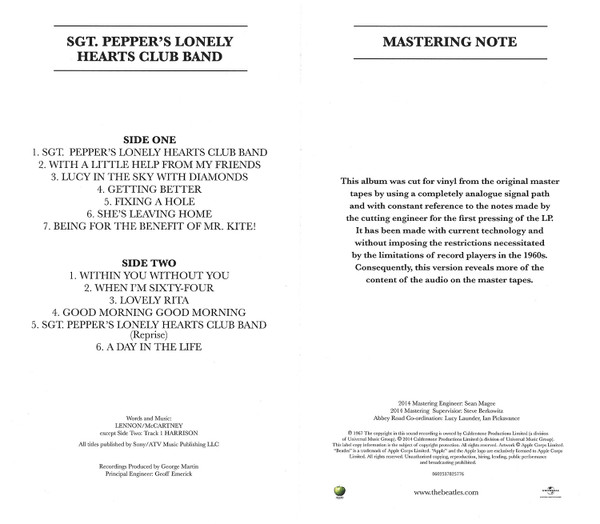 SGT. PEPPER'S LONELY
HEARTS CLUB BAND
SIDE ONE
1. SGT. PEPPER'S LONELY HEARTS CLUB BAND
2. WITH A LITTLE HELP FROM MY FRIENDS
3. LUCY IN THE SKY WITH DIAMONDS
4. GETTING BETTER
5. FIXING A HOLE
6. SHE'S LEAVING HOME
7. BEING FOR THE BENEFIT OF MR. KITE!
SIDE TWO
1. WITHIN YOU WITHOUT YOU
2. WHEN I'M SIXTY-FOUR
3. LOVELY RITA
4. GOOD MORNING GOOD MORNING
5. SGT. PEPPER'S LONELY HEARTS CLUB BAND
(Reprise)
6. A DAY IN THE LIFE
Words and Music:
LENNON/McCARTNEY
except Side Two: Track 1 HARRISON
All titles published by Sony/ATV Music Publishing LLC
Recordings Produced by George Martin
Principal Engineer: Geoff Emerick
MASTERING NOTE
This album was cut for vinyl from the original master
tapes by using a completely analogue signal path
and with constant reference to the notes made by
the cutting engineer for the first pressing of the LP.
It has been made with current technology and
without imposing the restrictions necessitated
by the limitations of record players in the 1960s.
Consequently, this version reveals more of the
content of the audio on the master tapes.
2014 Mastering Engineer: Sean Magee
2014 Mastering Supervisior: Steve Berkowitz
Abbey Road Co-ordination: Lucy Launder, Ian Pickavance
℗ 1967 The copyright in this sound recording is owned by Calderstone Productions Limited (a division
of Universal Music Group). © 2014 Calderstone Productions Limited (a division of Universal Music Group).
This label copy information is the subject of copyright protection. All rights reserved. Artwork © Apple Corps Limited.
"Beatles" is a trademark of Apple Corps Limited. "Apple" and the Apple logo are exclusively licensed to Apple Corps
Limited. All rights reserved. Unauthorized copying, reproduction, hiring, lending, public performance
and broadcasting prohibited.
0602537825776
www.thebeatles.com